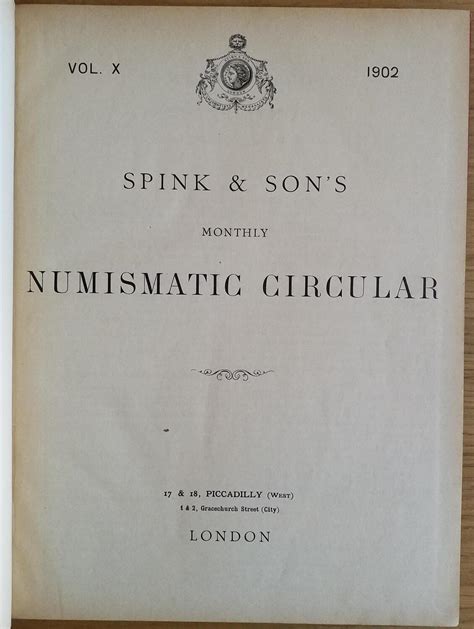 VOL. X
1902
SPINK & SON'S
MONTHLY
NUMISMATIC CIRCULAR
17 & 18, PICCADILLY (WEST)
1 & 2, Gracechurch Street (City)
LONDON